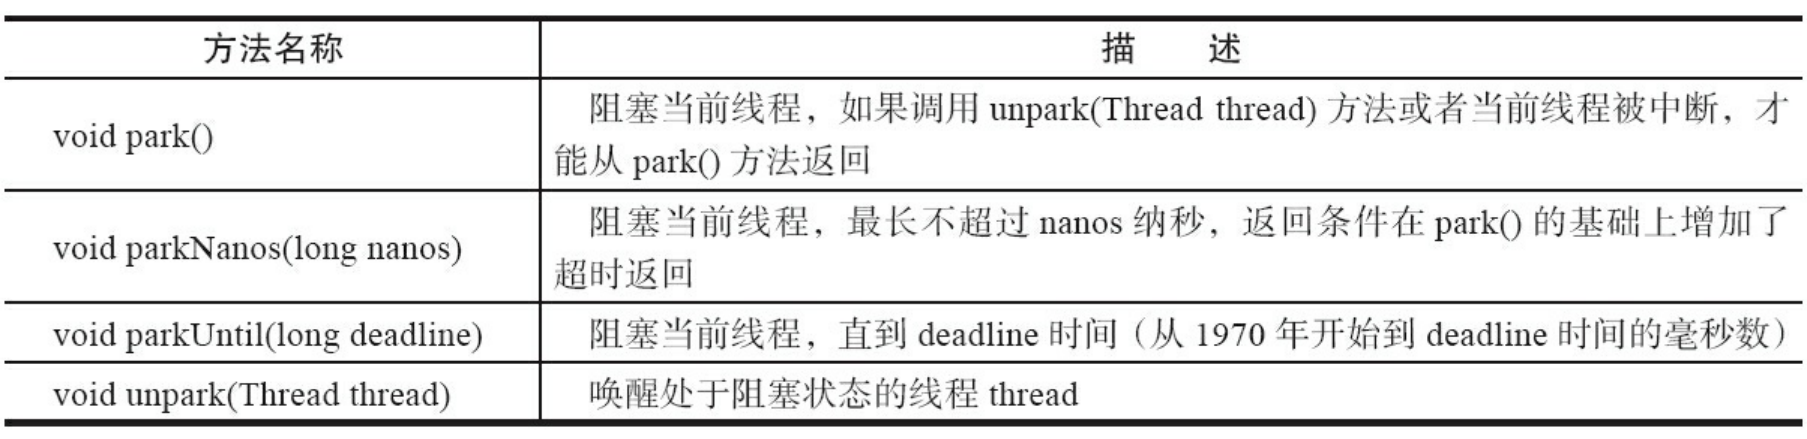 方法名称 描 述
void park()
阻塞当前线程，如果调用 unpark(Thread thread) 方法或者当前线程被中断，才
能从 park() 方法返回
void parkNanos(long nanos)
阻塞当前线程，最长不超过 nanos 纳秒，返回条件在 park() 的基础上增加了
超时返回
void parkUntil(long deadline) 阻塞当前线程，直到 deadline 时间（从 1970 年开始到 deadline 时间的毫秒数）
void unpark(Thread thread) 唤醒处于阻塞状态的线程 thread